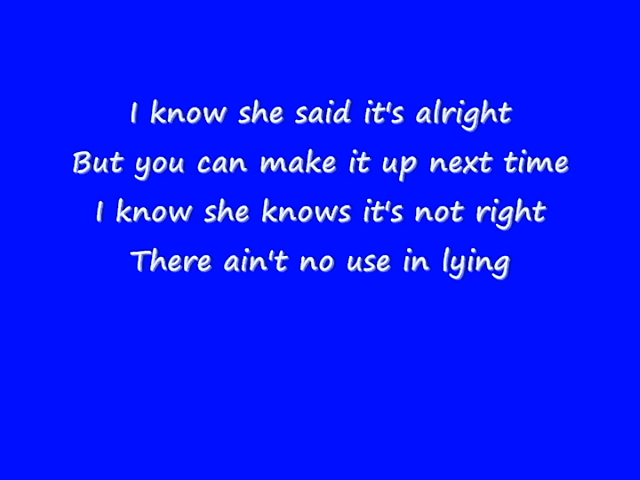 I know she said it's alright
But you can make it up next time
I know she knows it's not right
There ain't no use in lying